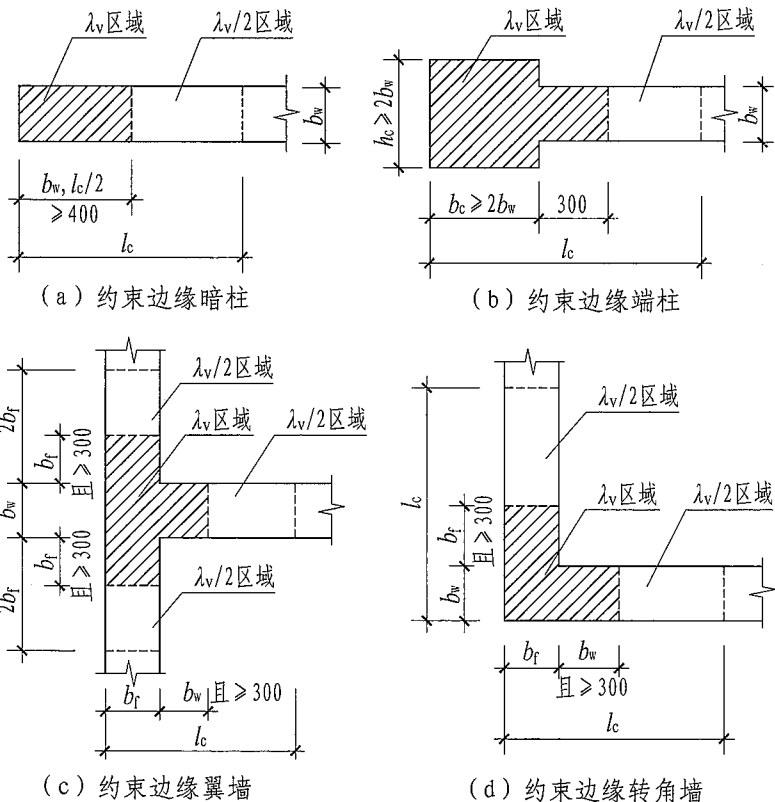 λv区域
λv/2区域
bw
bw, lc/2
≥400
lc
(a)约束边缘暗柱
λv区域
λv/2区域
hc≥2bw
bw
bc≥2bw
300
lc
(b)约束边缘端柱
λv/2区域
λv区域
λv/2区域
2bf
bf
且≥300
bw
bf
且≥300
2bf
λv/2区域
bf
bw
且≥300
lc
(c)约束边缘翼墙
λv/2区域
λv区域
λv/2区域
lc
bf
且≥300
bw
bf
bw
且≥300
lc
(d)约束边缘转角墙